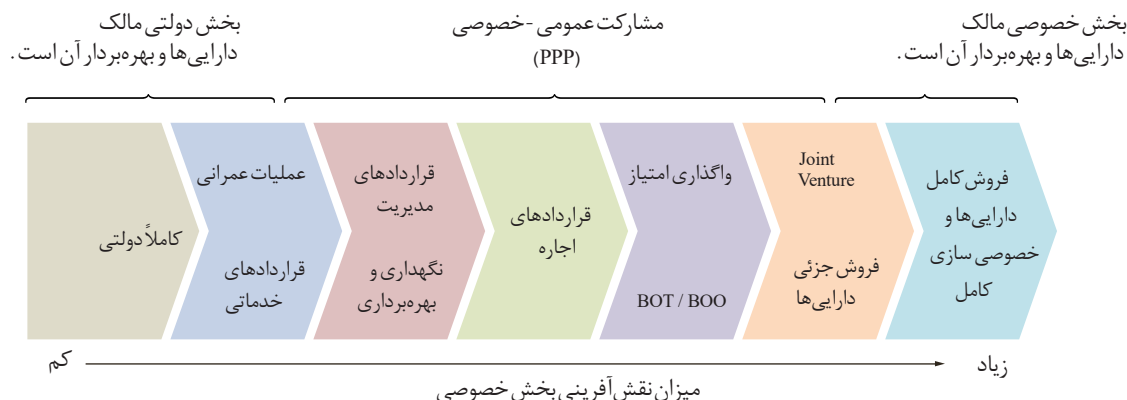 بخش خصوصی مالک
دارایی‌ها و بهره‌بردار آن است.
مشارکت عمومی - خصوصی
(PPP)
بخش دولتی مالک
دارایی‌ها و بهره‌بردار آن است.
فروش کامل
دارایی‌ها و
خصوصی سازی
کامل
Joint
Venture
فروش جزئی
دارایی‌ها
واگذاری امتیاز
BOT / BOO
قراردادهای
اجاره
قراردادهای
مدیریت
نگهداری و
بهره‌برداری
عملیات عمرانی
قراردادهای
خدماتی
کاملاً دولتی
زیاد
کم
میزان نقش‌آفرینی بخش خصوصی